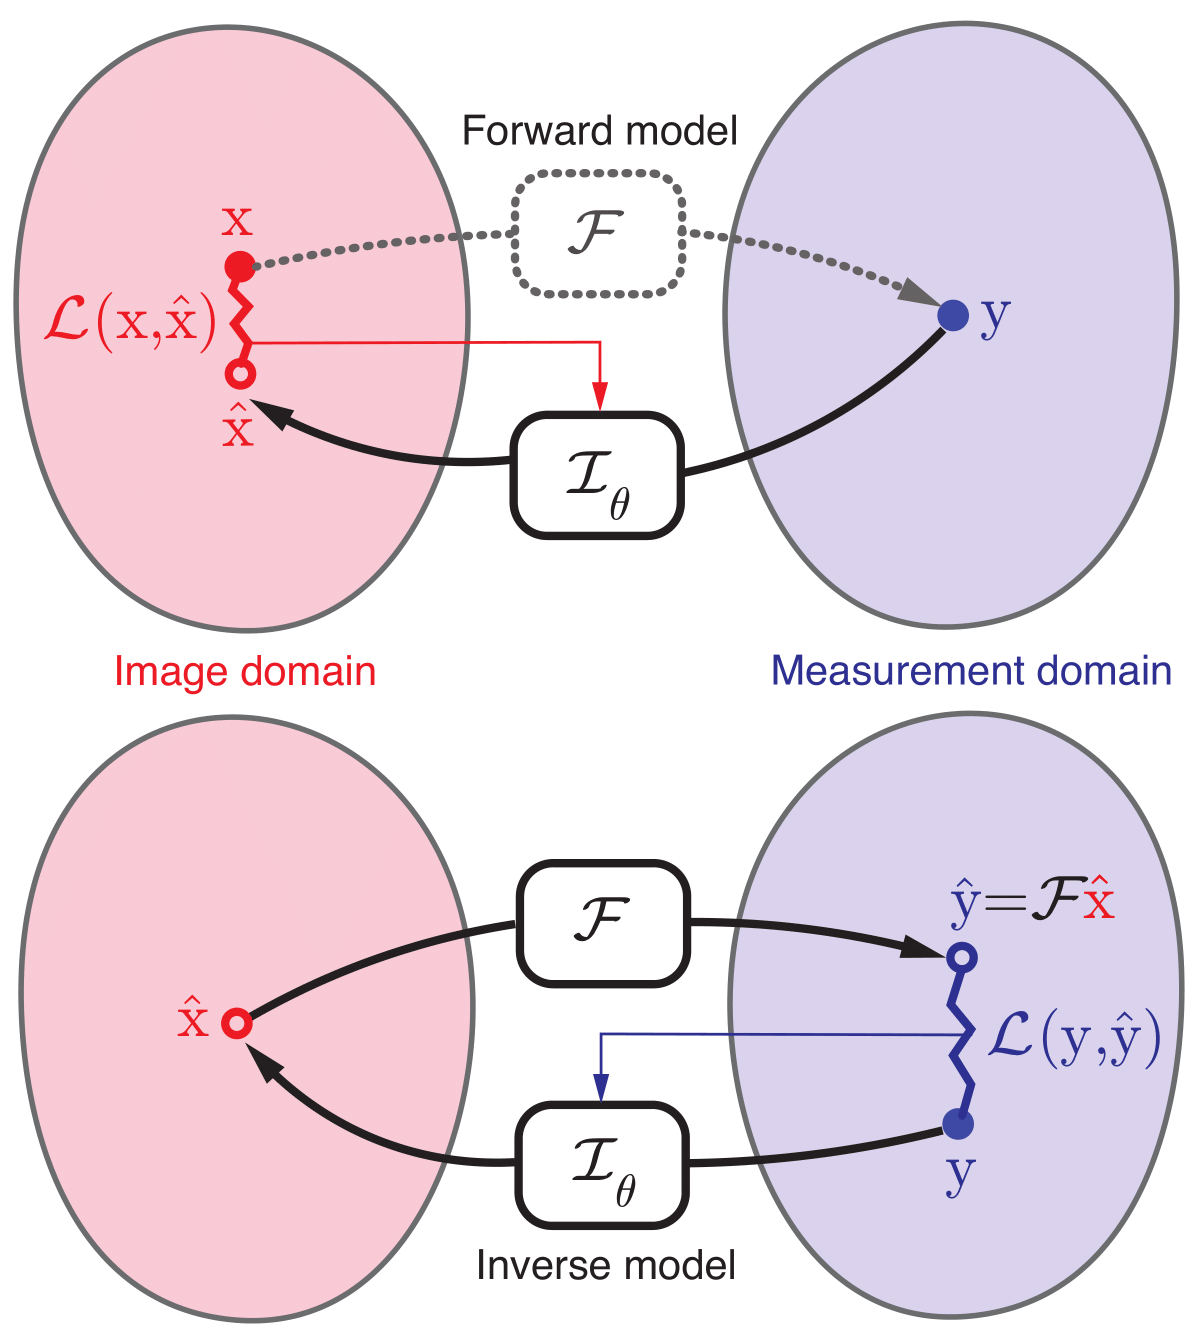 Forward model
x
ℱ
ℒ(x,x̂)
y
x̂
ℐθ
Image domain
Measurement domain
ŷ=ℱx̂
ℱ
x̂
ℒ(y,ŷ)
ℐθ
y
Inverse model